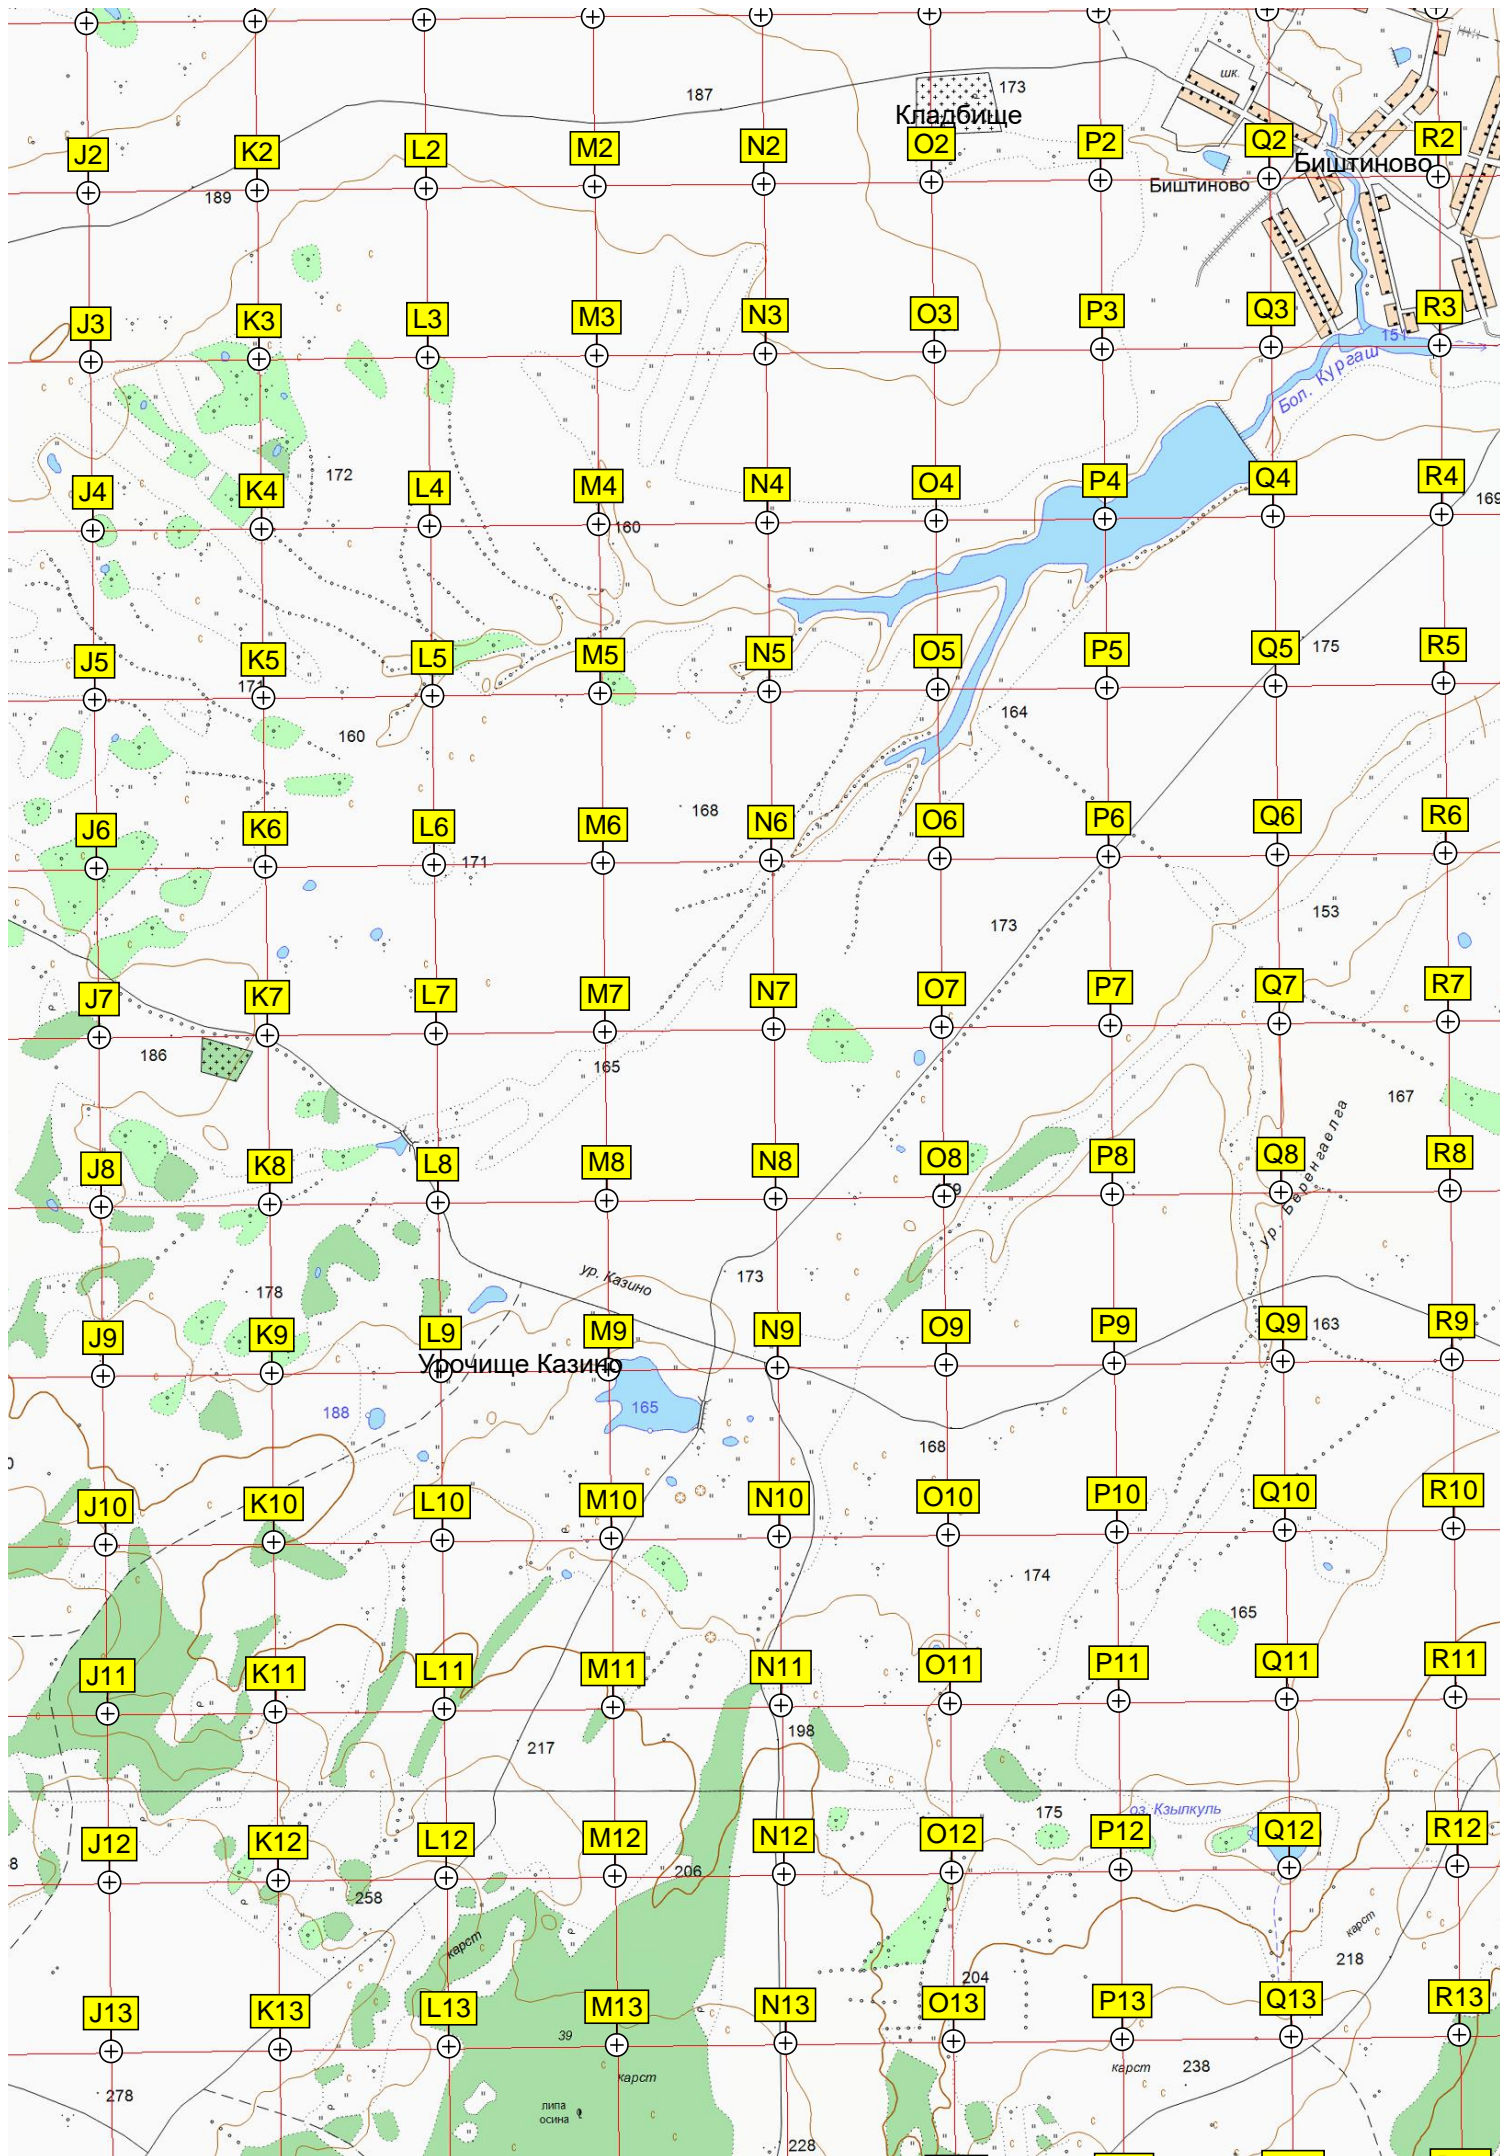 шк.
187
173
Кладбище
J2 K2 L2 M2 N2 O2 P2 Q2 R2
Биштиново
Биштиново
189
J3 K3 L3 M3 N3 O3 P3 Q3 R3
151
Бол. Кургаш
172
J4 K4 L4 M4 N4 O4 P4 Q4 R4
169
160
J5 K5 L5 M5 N5 O5 P5 Q5 R5
175
171
164
160
168
J6 K6 L6 M6 N6 O6 P6 Q6 R6
171
153
173
J7 K7 L7 M7 N7 O7 P7 Q7 R7
186
165
167
J8 K8 L8 M8 N8 O8 P8 Q8 R8
ур. Казино
173
178
J9 K9 L9 M9 N9 O9 P9 Q9 R9
163
Урочище Казино
188
165
168
J10 K10 L10 M10 N10 O10 P10 Q10 R10
174
165
J11 K11 L11 M11 N11 O11 P11 Q11 R11
198
217
175
оз. Кзылкуль
J12 K12 L12 M12 N12 O12 P12 Q12 R12
8
206
258
карст
карст
218
204
J13 K13 L13 M13 N13 O13 P13 Q13 R13
39
карст
карст
238
278
липа
осина
228